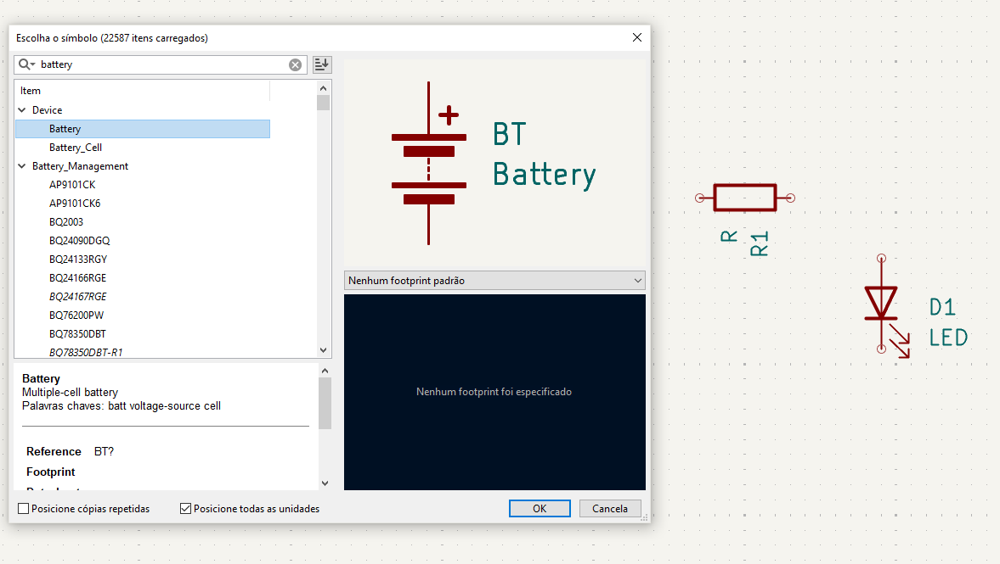 Escolha o símbolo (22587 itens carregados)
battery
Item
Device
Battery
Battery_Cell
Battery_Management
AP9101CK
AP9101CK6
BQ2003
BQ24090DGQ
BQ24133RGY
BQ24166RGE
BQ24167RGE
BQ76200PW
BQ78350DBT
BQ78350DBT-R1
Battery
Multiple-cell battery
Palavras chaves: batt voltage-source cell
Reference BT?
Footprint
Posicione cópias repetidas
Posicione todas as unidades
+
BT
Battery
Nenhum footprint padrão
Nenhum footprint foi especificado
OK
Cancela
R
R1
D1
LED